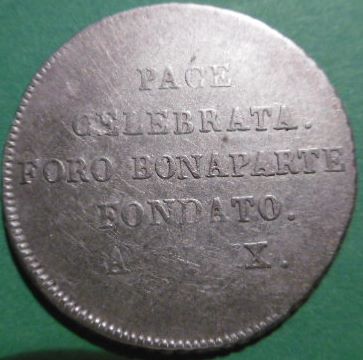 PACE
CELEBRATA.
FORO BONAPARTE
FONDATO.
A X.